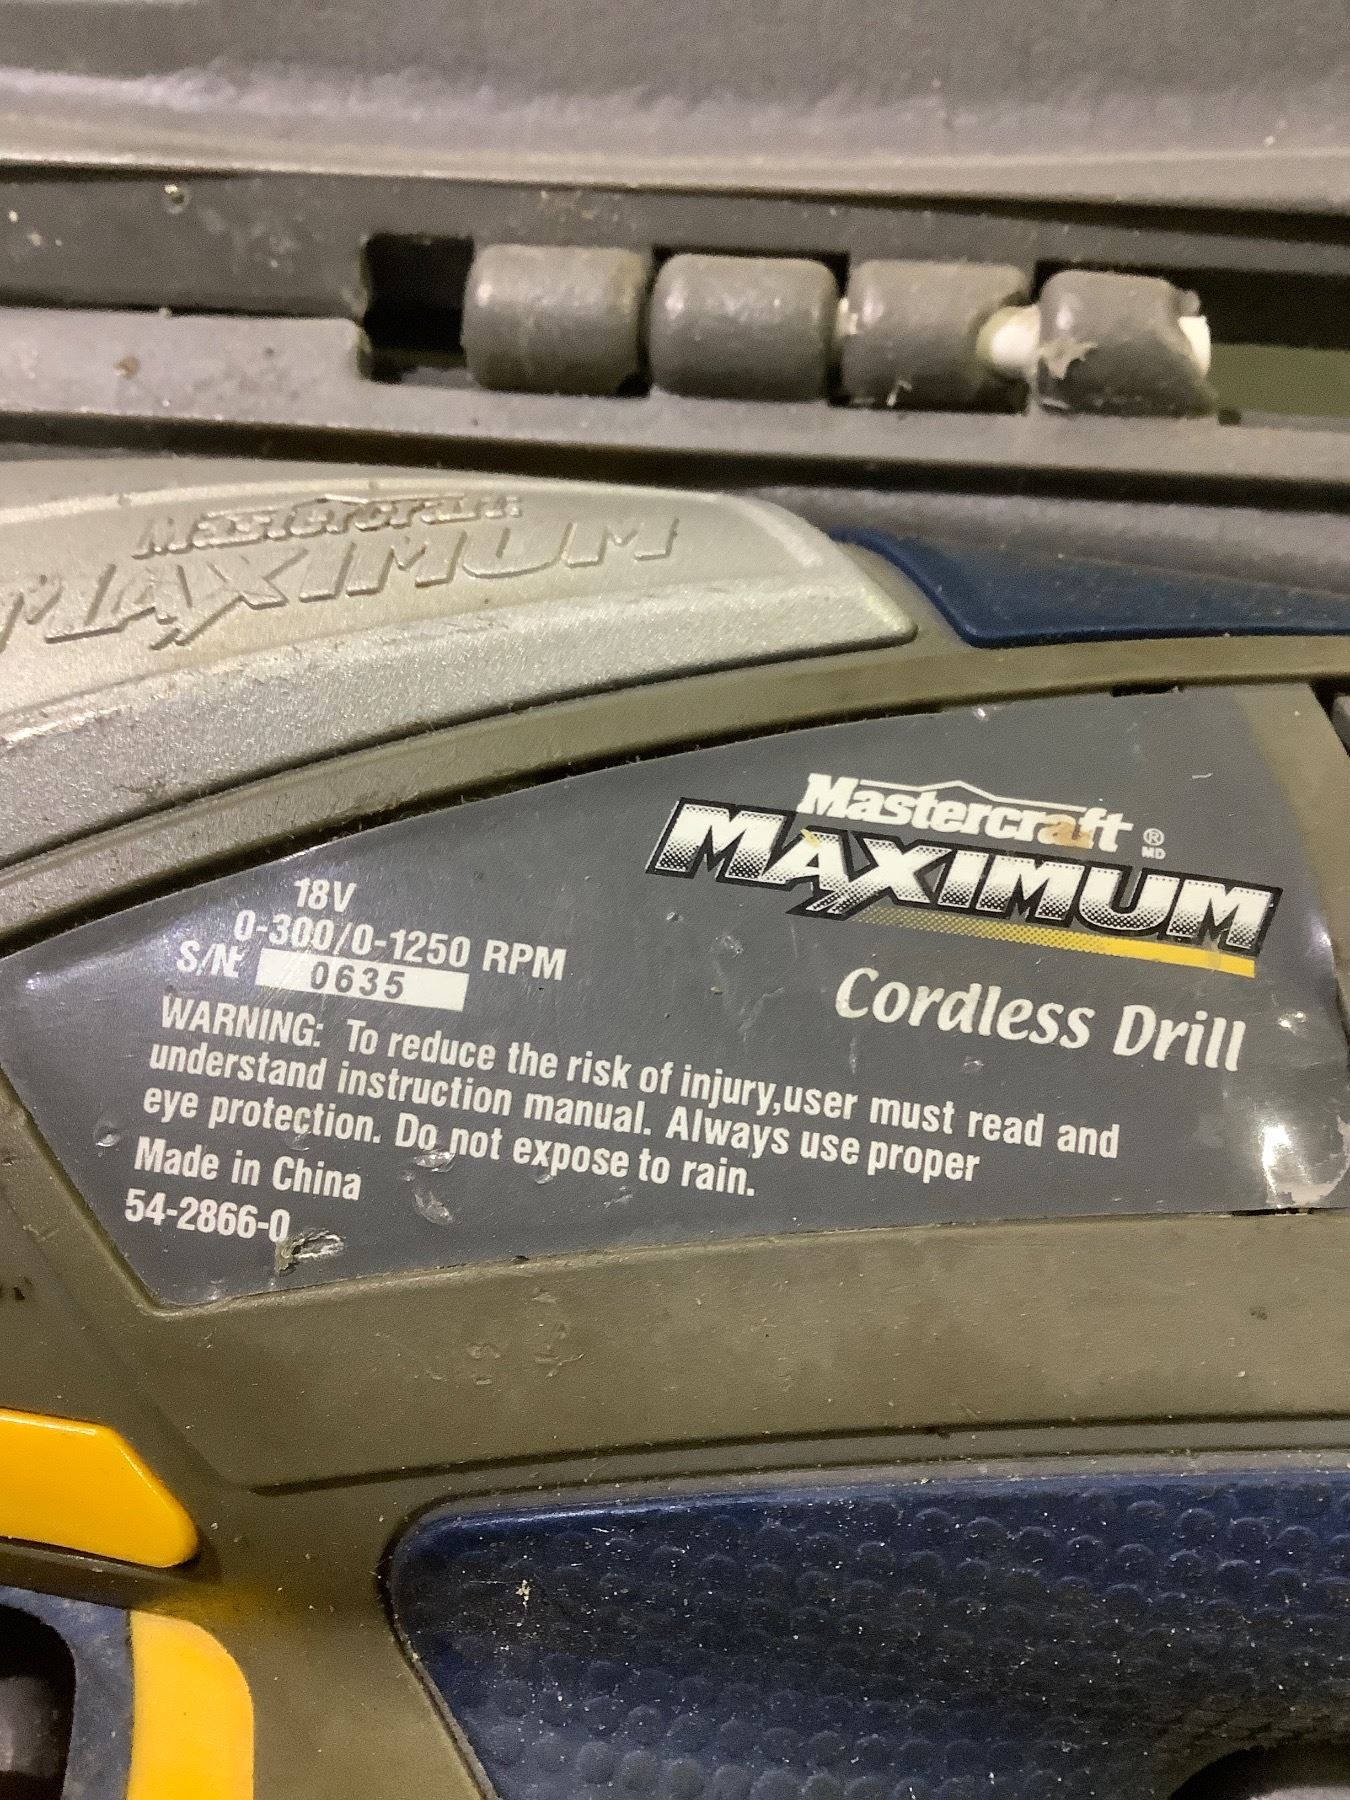 Mastercraft
MAXIMUM
Mastercraft ®
MD
MAXIMUM
Cordless Drill
18V
0-300/0-1250 RPM
S/N: 0635
WARNING: To reduce the risk of injury,user must read and
understand instruction manual. Always use proper
eye protection. Do not expose to rain.
Made in China
54-2866-0